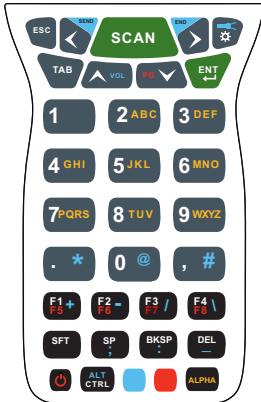 ESC SEND SCAN END
TAB VOL PG ENT
1 2 ABC 3 DEF
4 GHI 5 JKL 6 MNO
7 PQRS 8 TUV 9 WXYZ
. * 0 @ , #
F1 + F2 - F3 / F4 \
F5 F6 F7 F8
SFT SP ; BKSP : DEL _
ALT
CTRL ALPHA